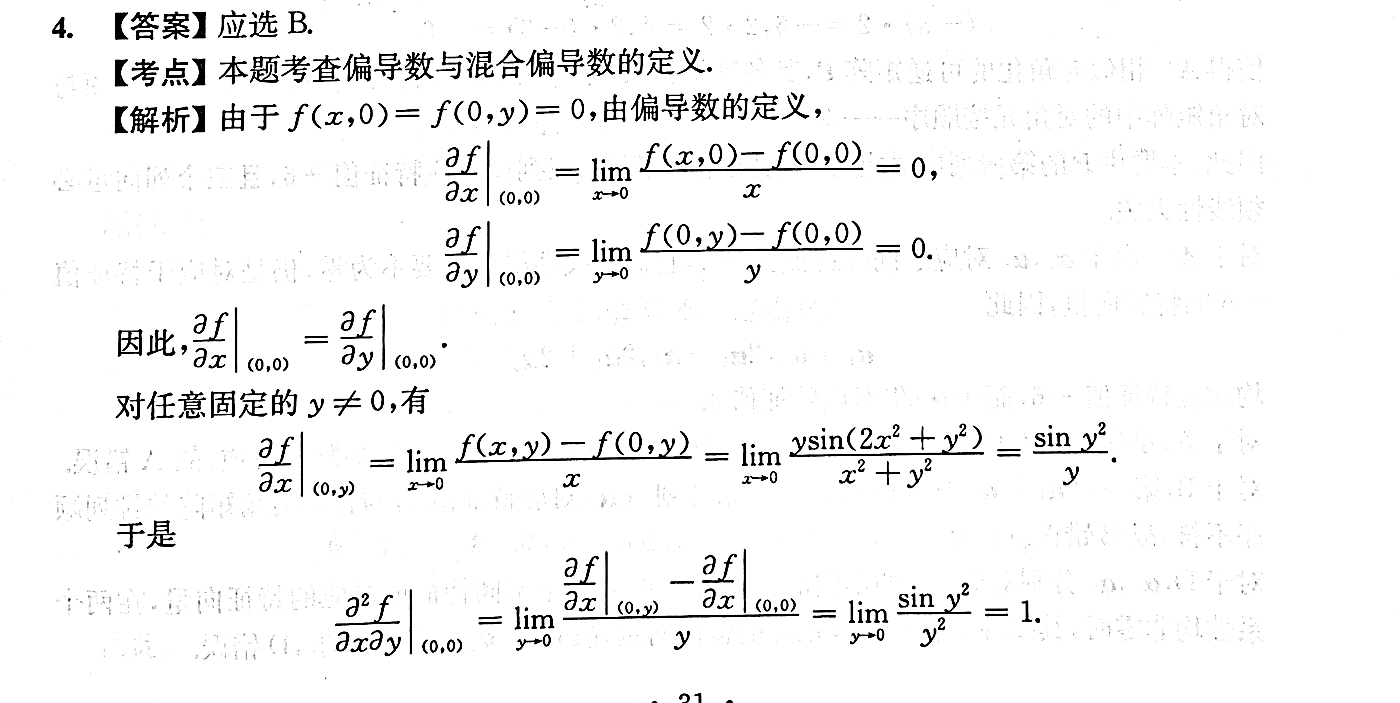 4. 【答案】应选 B.
【考点】本题考查偏导数与混合偏导数的定义.
【解析】由于 f(x,0)= f(0,y)= 0,由偏导数的定义,
∂f/∂x|(0,0) = lim x→0 (f(x,0)－f(0,0))/x = 0,
∂f/∂y|(0,0) = lim y→0 (f(0,y)－f(0,0))/y = 0.
因此,∂f/∂x|(0,0) = ∂f/∂y|(0,0).
对任意固定的 y ≠ 0,有
∂f/∂x|(0,y) = lim x→0 (f(x,y)－f(0,y))/x = lim x→0 ysin(2x²＋y²)/(x²＋y²) = sin y²/y.
于是
∂²f/∂x∂y|(0,0) = lim y→0 (∂f/∂x|(0,y) － ∂f/∂x|(0,0))/y = lim y→0 sin y²/y² = 1.